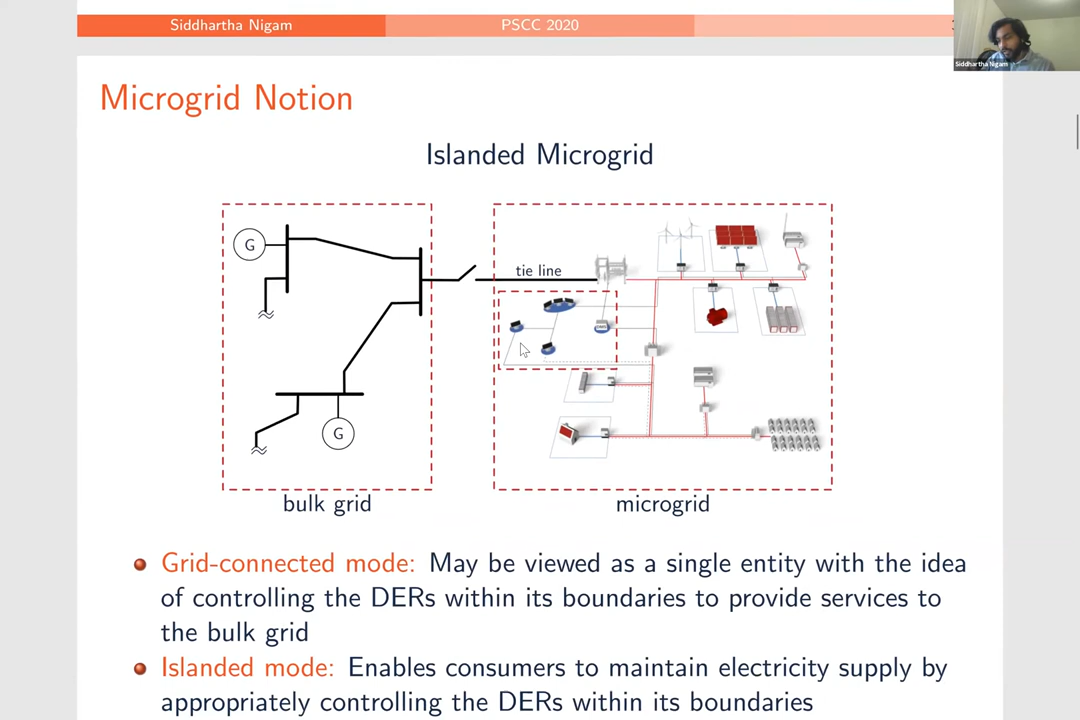 Siddhartha Nigam
PSCC 2020
Siddhartha Nigam
Microgrid Notion
Islanded Microgrid
G
tie line
G
bulk grid
microgrid
Grid-connected mode: May be viewed as a single entity with the idea
of controlling the DERs within its boundaries to provide services to
the bulk grid
Islanded mode: Enables consumers to maintain electricity supply by
appropriately controlling the DERs within its boundaries